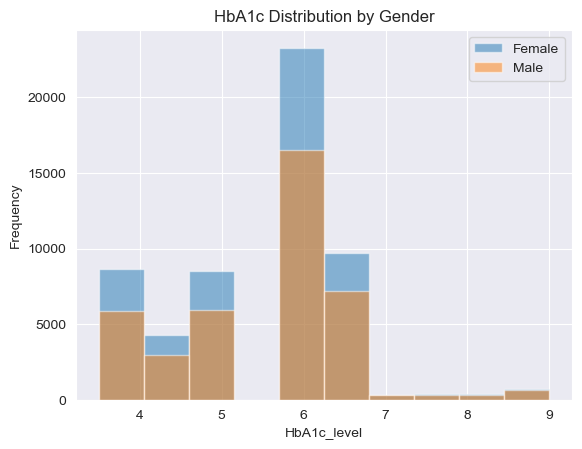 HbA1c Distribution by Gender
Female
Male
Frequency
20000
15000
10000
5000
0
4 5 6 7 8 9
HbA1c_level